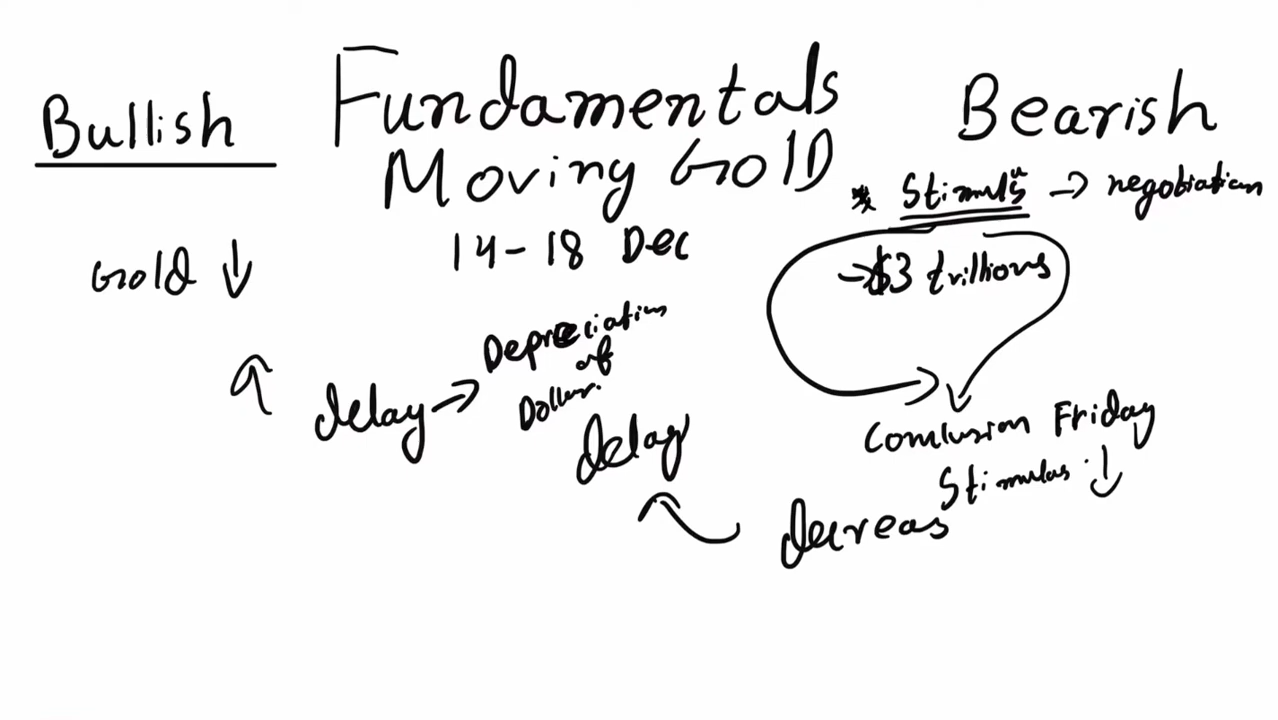 Bullish
Fundamentals
Moving GOlD
14-18 Dec
Bearish
* Stimulus → negotiation
→ $3 trillions
Gold ↓
↑ delay → Depreciation
of
Dollar.
delay
Conclusion Friday
Stimulus ↓
decreas